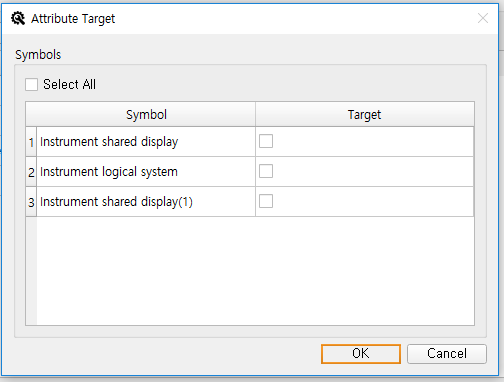 Attribute Target
Symbols
Select All
Symbol Target
1 Instrument shared display
2 Instrument logical system
3 Instrument shared display(1)
OK Cancel